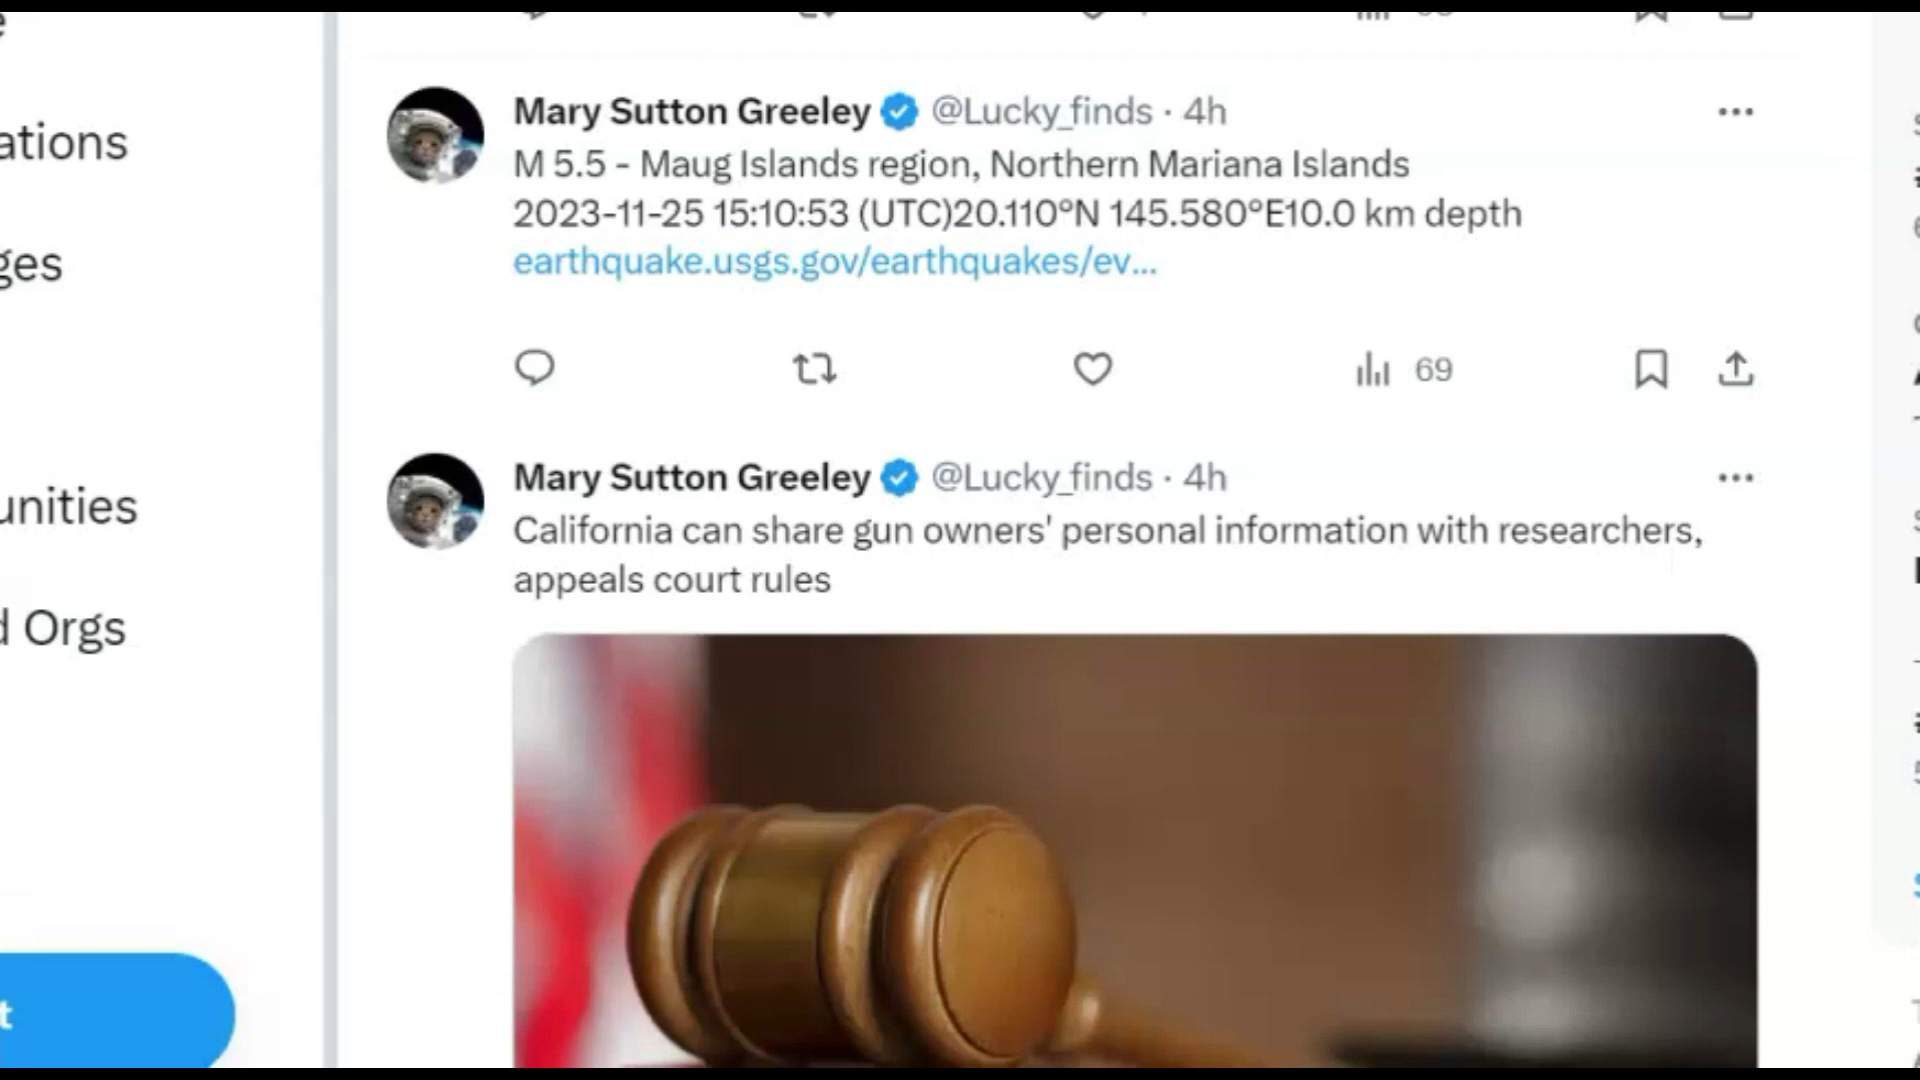 ations
ges
unities
d Orgs
t
Mary Sutton Greeley @Lucky_finds · 4h
M 5.5 - Maug Islands region, Northern Mariana Islands
2023-11-25 15:10:53 (UTC)20.110°N 145.580°E10.0 km depth
earthquake.usgs.gov/earthquakes/ev...
69
Mary Sutton Greeley @Lucky_finds · 4h
California can share gun owners' personal information with researchers,
appeals court rules